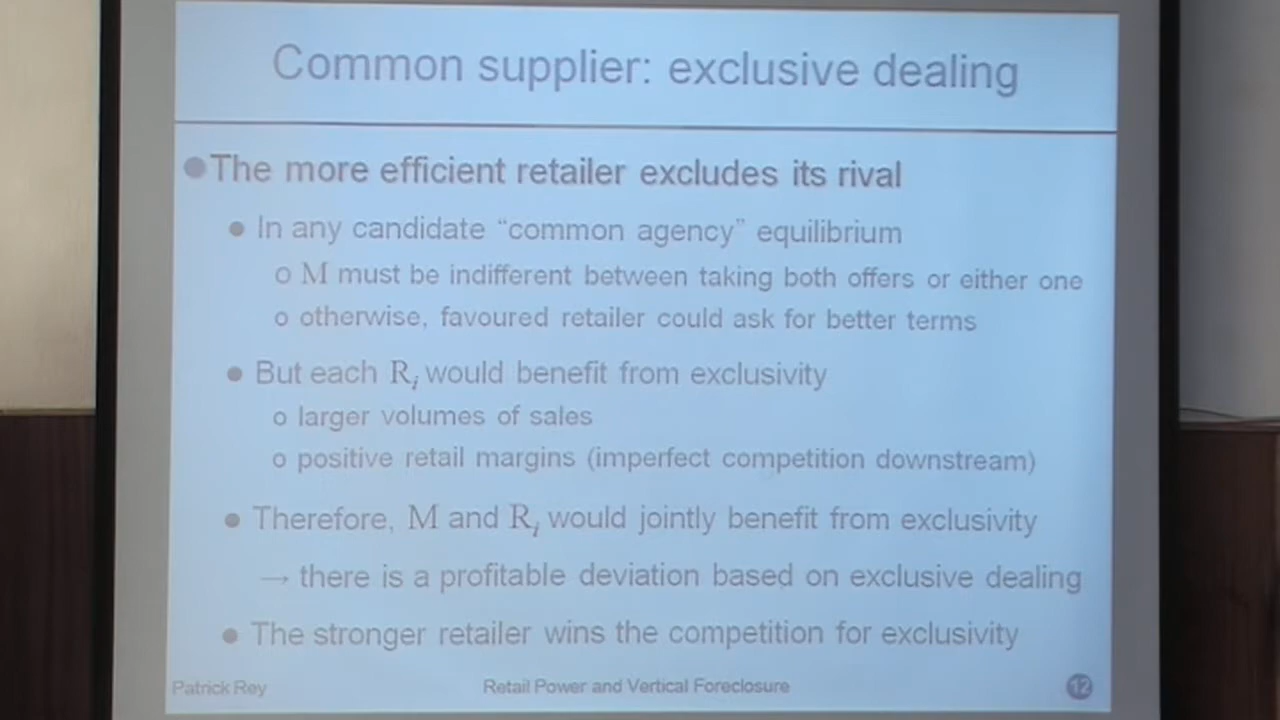 Common supplier: exclusive dealing
The more efficient retailer excludes its rival
In any candidate “common agency” equilibrium
o M must be indifferent between taking both offers or either one
o otherwise, favoured retailer could ask for better terms
But each Ri would benefit from exclusivity
o larger volumes of sales
o positive retail margins (imperfect competition downstream)
Therefore, M and Ri would jointly benefit from exclusivity
→ there is a profitable deviation based on exclusive dealing
The stronger retailer wins the competition for exclusivity
Patrick Rey Retail Power and Vertical Foreclosure 12